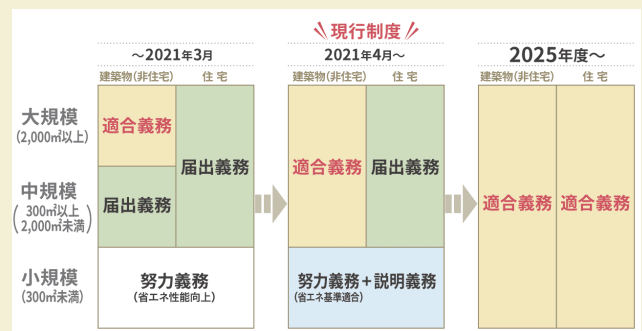 現行制度
〜2021年3月
2021年4月〜
2025年度〜
建築物(非住宅)
住 宅
建築物(非住宅)
住 宅
建築物(非住宅)
住 宅
大規模
(2,000㎡以上)
適合義務
届出義務
適合義務
届出義務
中規模
(300㎡以上
2,000㎡未満)
届出義務
適合義務
適合義務
小規模
(300㎡未満)
努力義務
(省エネ性能向上)
努力義務+説明義務
(省エネ基準適合)